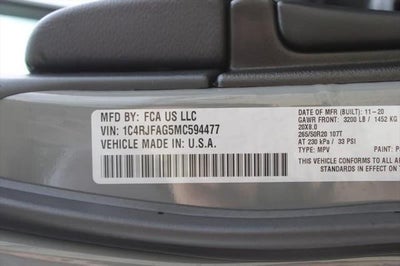 MFD BY: FCA US LLC
VIN: 1C4RJFAG5MC594477
VEHICLE MADE IN: U.S.A.
DATE OF MFR (BUILT): 11-20
GAWR FRONT: 3200 LB / 1452 K
20X8.0
265/50R20 107T
AT 230 kPa / 33 PSI
TYPE: MPV PAINT: P
THIS VEHICLE CONFORMS TO ALL
STANDARDS IN EFFECT